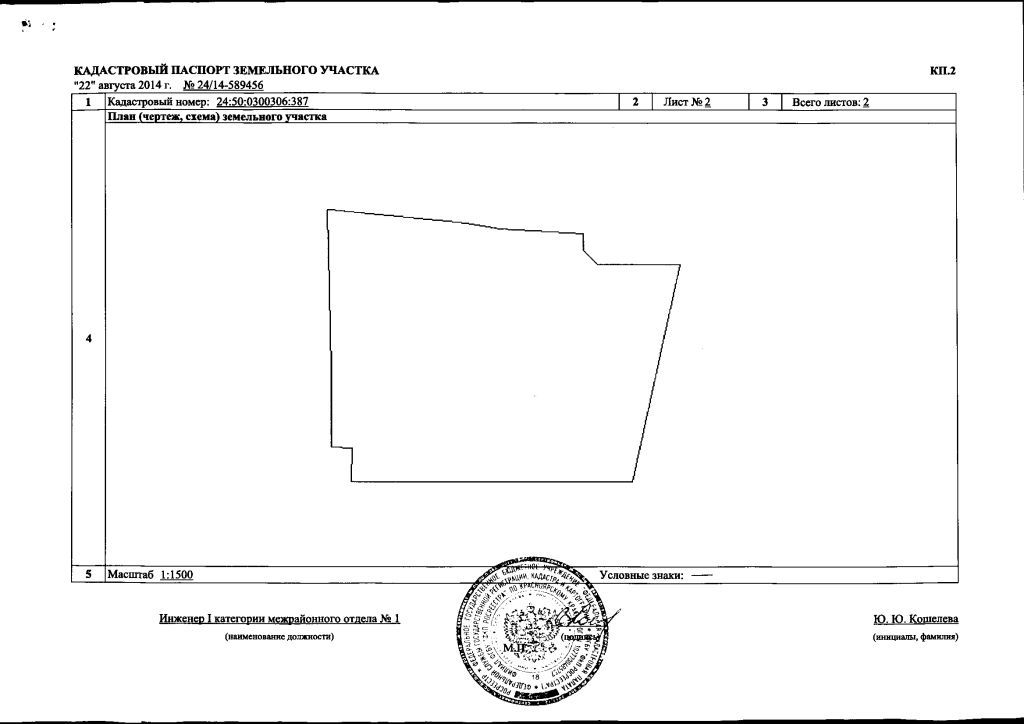 КАДАСТРОВЫЙ ПАСПОРТ ЗЕМЕЛЬНОГО УЧАСТКА КП.2
"22" августа 2014 г. № 24/14-589456
1 Кадастровый номер: 24:50:0300306:387 2 Лист № 2 3 Всего листов: 2
План (чертеж, схема) земельного участка
4
5 Масштаб 1:1500 Условные знаки: ——
Инженер I категории межрайонного отдела № 1 Ю. Ю. Кошелева
(наименование должности) (подпись) (инициалы, фамилия)
М.П.